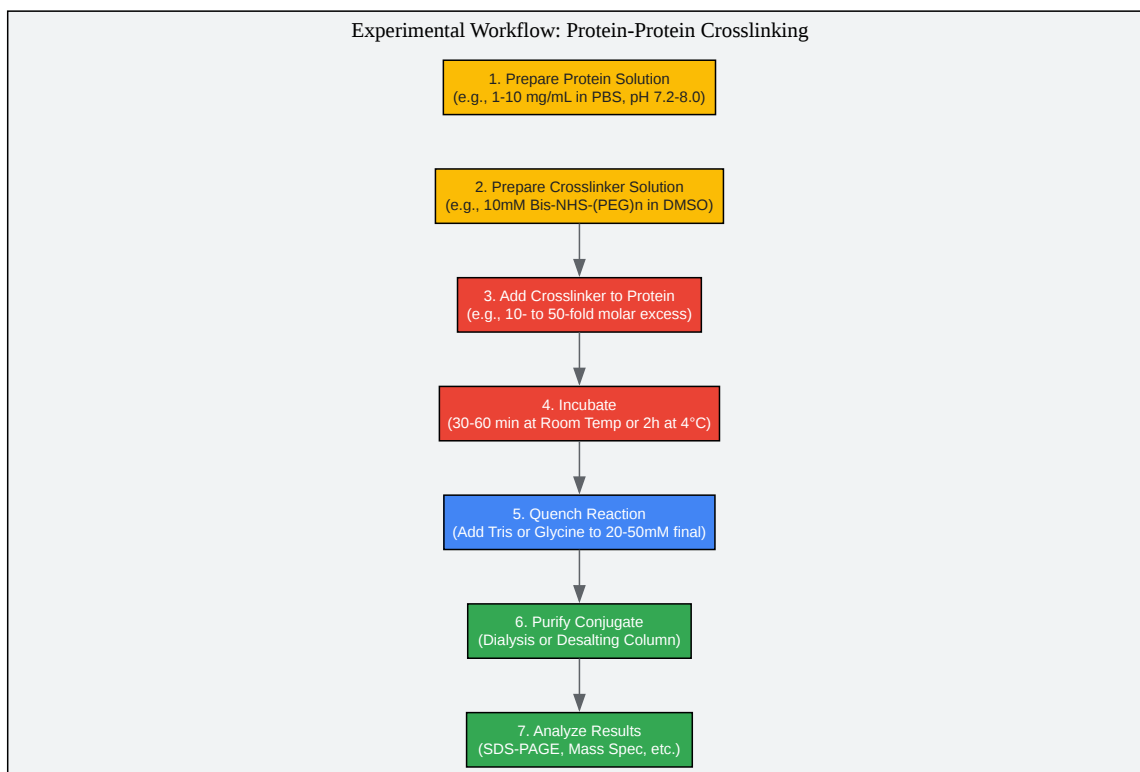 Experimental Workflow: Protein-Protein Crosslinking
1. Prepare Protein Solution
(e.g., 1-10 mg/mL in PBS, pH 7.2-8.0)
2. Prepare Crosslinker Solution
(e.g., 10mM Bis-NHS-(PEG)n in DMSO)
3. Add Crosslinker to Protein
(e.g., 10- to 50-fold molar excess)
4. Incubate
(30-60 min at Room Temp or 2h at 4°C)
5. Quench Reaction
(Add Tris or Glycine to 20-50mM final)
6. Purify Conjugate
(Dialysis or Desalting Column)
7. Analyze Results
(SDS-PAGE, Mass Spec, etc.)